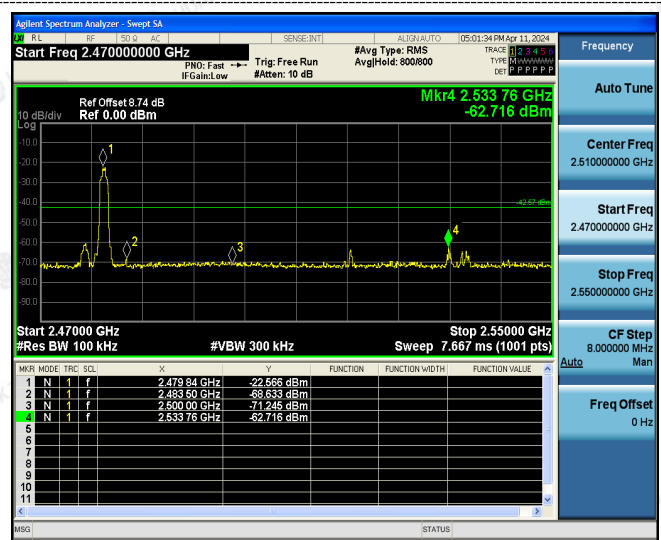 Agilent Spectrum Analyzer - Swept SA
LXI RL RF 50 Ω AC SENSE:INT ALIGN AUTO 05:01:34 PM Apr 11, 2024
Start Freq 2.470000000 GHz
PNO: Fast
IFGain:Low
Trig: Free Run
#Atten: 10 dB
#Avg Type: RMS
Avg|Hold: 800/800
TRACE 1 2 3 4 5 6
TYPE M W W W W W
DET P P P P P P
Frequency
Auto Tune
Center Freq
2.510000000 GHz
Start Freq
2.470000000 GHz
Stop Freq
2.550000000 GHz
CF Step
8.000000 MHz
Auto Man
Freq Offset
0 Hz
Mkr4 2.533 76 GHz
-62.716 dBm
Ref Offset 8.74 dB
10 dB/div Ref 0.00 dBm
Log
-10.0
-20.0
-30.0
-40.0
-50.0
-60.0
-70.0
-80.0
-90.0
1
2
3
4
-42.57 dBm
Start 2.47000 GHz Stop 2.55000 GHz
#Res BW 100 kHz #VBW 300 kHz Sweep 7.667 ms (1001 pts)
MKR MODE TRC SCL X Y FUNCTION FUNCTION WIDTH FUNCTION VALUE
1 N 1 f 2.479 84 GHz -22.566 dBm
2 N 1 f 2.483 50 GHz -68.633 dBm
3 N 1 f 2.500 00 GHz -71.245 dBm
4 N 1 f 2.533 76 GHz -62.716 dBm
5
6
7
8
9
10
11
MSG STATUS